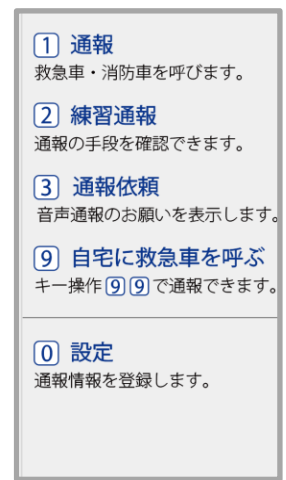 1 通報
救急車・消防車を呼びます。
2 練習通報
通報の手段を確認できます。
3 通報依頼
音声通報のお願いを表示します。
9 自宅に救急車を呼ぶ
キー操作99で通報できます。
0 設定
通報情報を登録します。